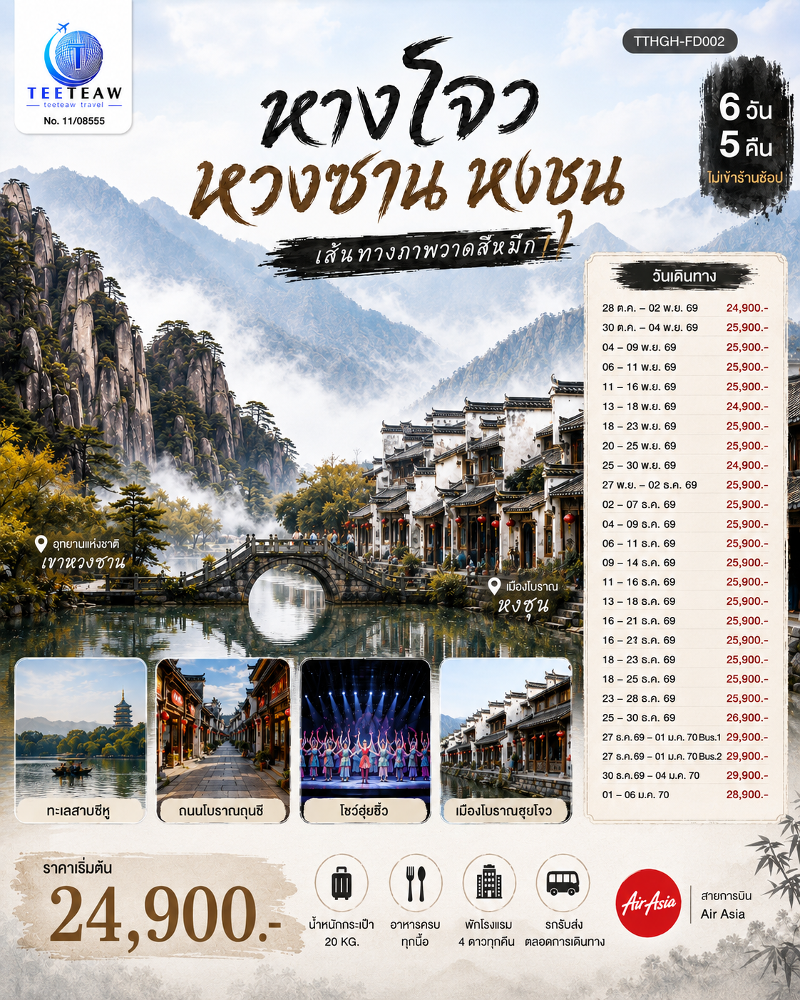 TEETEAW
teeteaw travel
No. 11/08555
TTHGH-FD002
หางโจว
หวงซาน หงชุน
เส้นทางภาพวาดสีหมึก !!
6 วัน
5 คืน
ไม่เข้าร้านช้อป
วันเดินทาง
28 ต.ค. – 02 พ.ย. 69 24,900.-
30 ต.ค. – 04 พ.ย. 69 25,900.-
04 – 09 พ.ย. 69 25,900.-
06 – 11 พ.ย. 69 25,900.-
11 – 16 พ.ย. 69 25,900.-
13 – 18 พ.ย. 69 24,900.-
18 – 23 พ.ย. 69 25,900.-
20 – 25 พ.ย. 69 25,900.-
25 – 30 พ.ย. 69 24,900.-
27 พ.ย. – 02 ธ.ค. 69 25,900.-
02 – 07 ธ.ค. 69 25,900.-
04 – 09 ธ.ค. 69 25,900.-
06 – 11 ธ.ค. 69 25,900.-
09 – 14 ธ.ค. 69 25,900.-
11 – 16 ธ.ค. 69 25,900.-
13 – 18 ธ.ค. 69 25,900.-
16 – 21 ธ.ค. 69 25,900.-
16 – ธ.ค. 69 25,900.-
18 – 23 ธ.ค. 69 25,900.-
18 – 25 ธ.ค. 69 25,900.-
23 – 28 ธ.ค. 69 25,900.-
25 – 30 ธ.ค. 69 26,900.-
27 ธ.ค. 69 – 01 ม.ค. 70 Bus.1 29,900.-
27 ธ.ค. 69 – 01 ม.ค. 70 Bus.2 29,900.-
30 ธ.ค. 69 – 04 ม.ค. 70 29,900.-
01 – 06 ม.ค. 70 28,900.-
อุทยานแห่งชาติ
เขาหวงซาน
เมืองโบราณ
หงชุน
ทะเลสาบซีหู
ถนนโบราณถุนซี
โชว์ฮุ่ยชิ้ว
เมืองโบราณฮุยโจว
ราคาเริ่มต้น
24,900.-
น้ำหนักกระเป๋า
20 KG.
อาหารครบ
ทุกมื้อ
พักโรงแรม
4 ดาวทุกคืน
รถรับส่ง
ตลอดการเดินทาง
AirAsia
สายการบิน
Air Asia